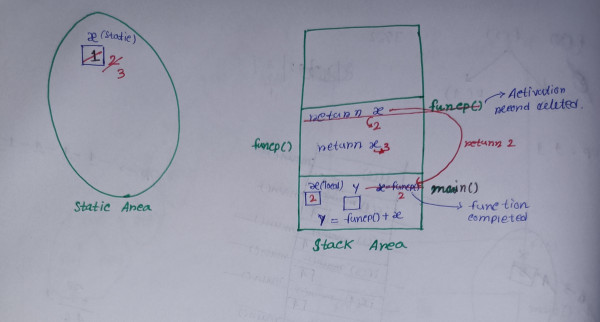 x (static)
1 2 3
Static Area
return x
2
funcp()
Activation
record deleted.
funcp()
return x 3
return 2
x (local) y x = funcp()
2 2
main()
y = funcp() + x
function
completed
Stack Area